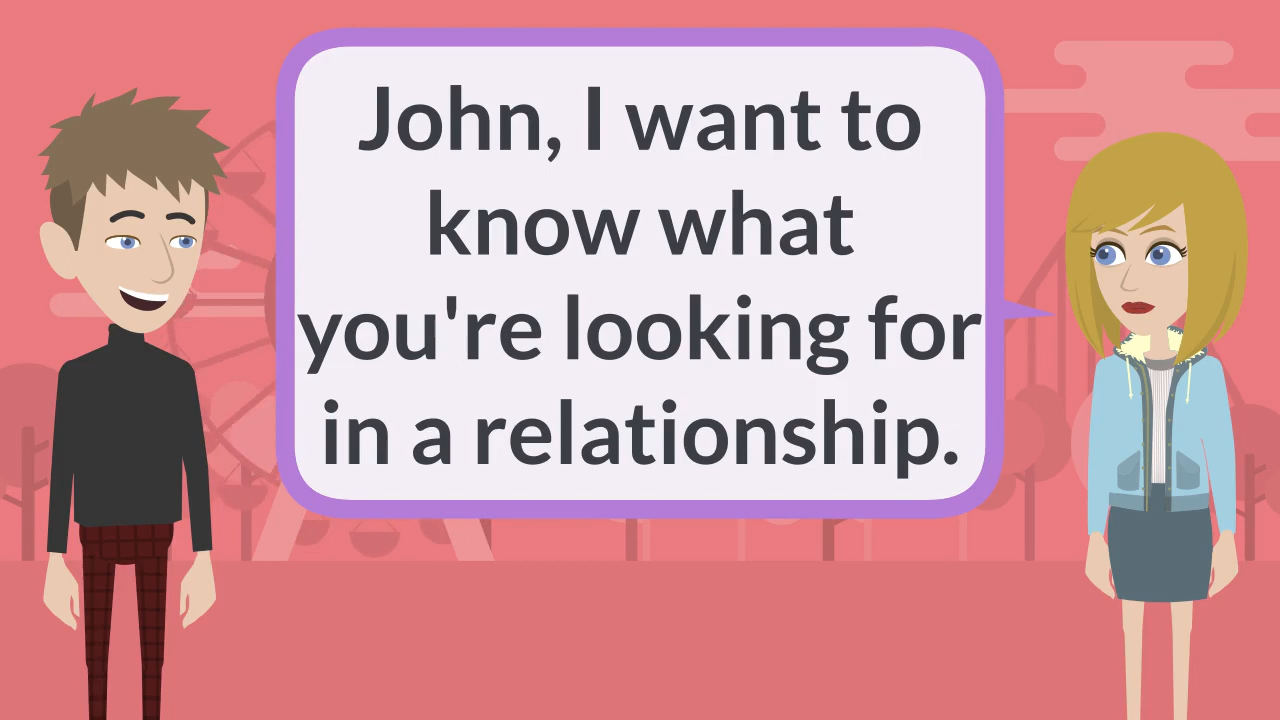 John, I want to
know what
you're looking for
in a relationship.